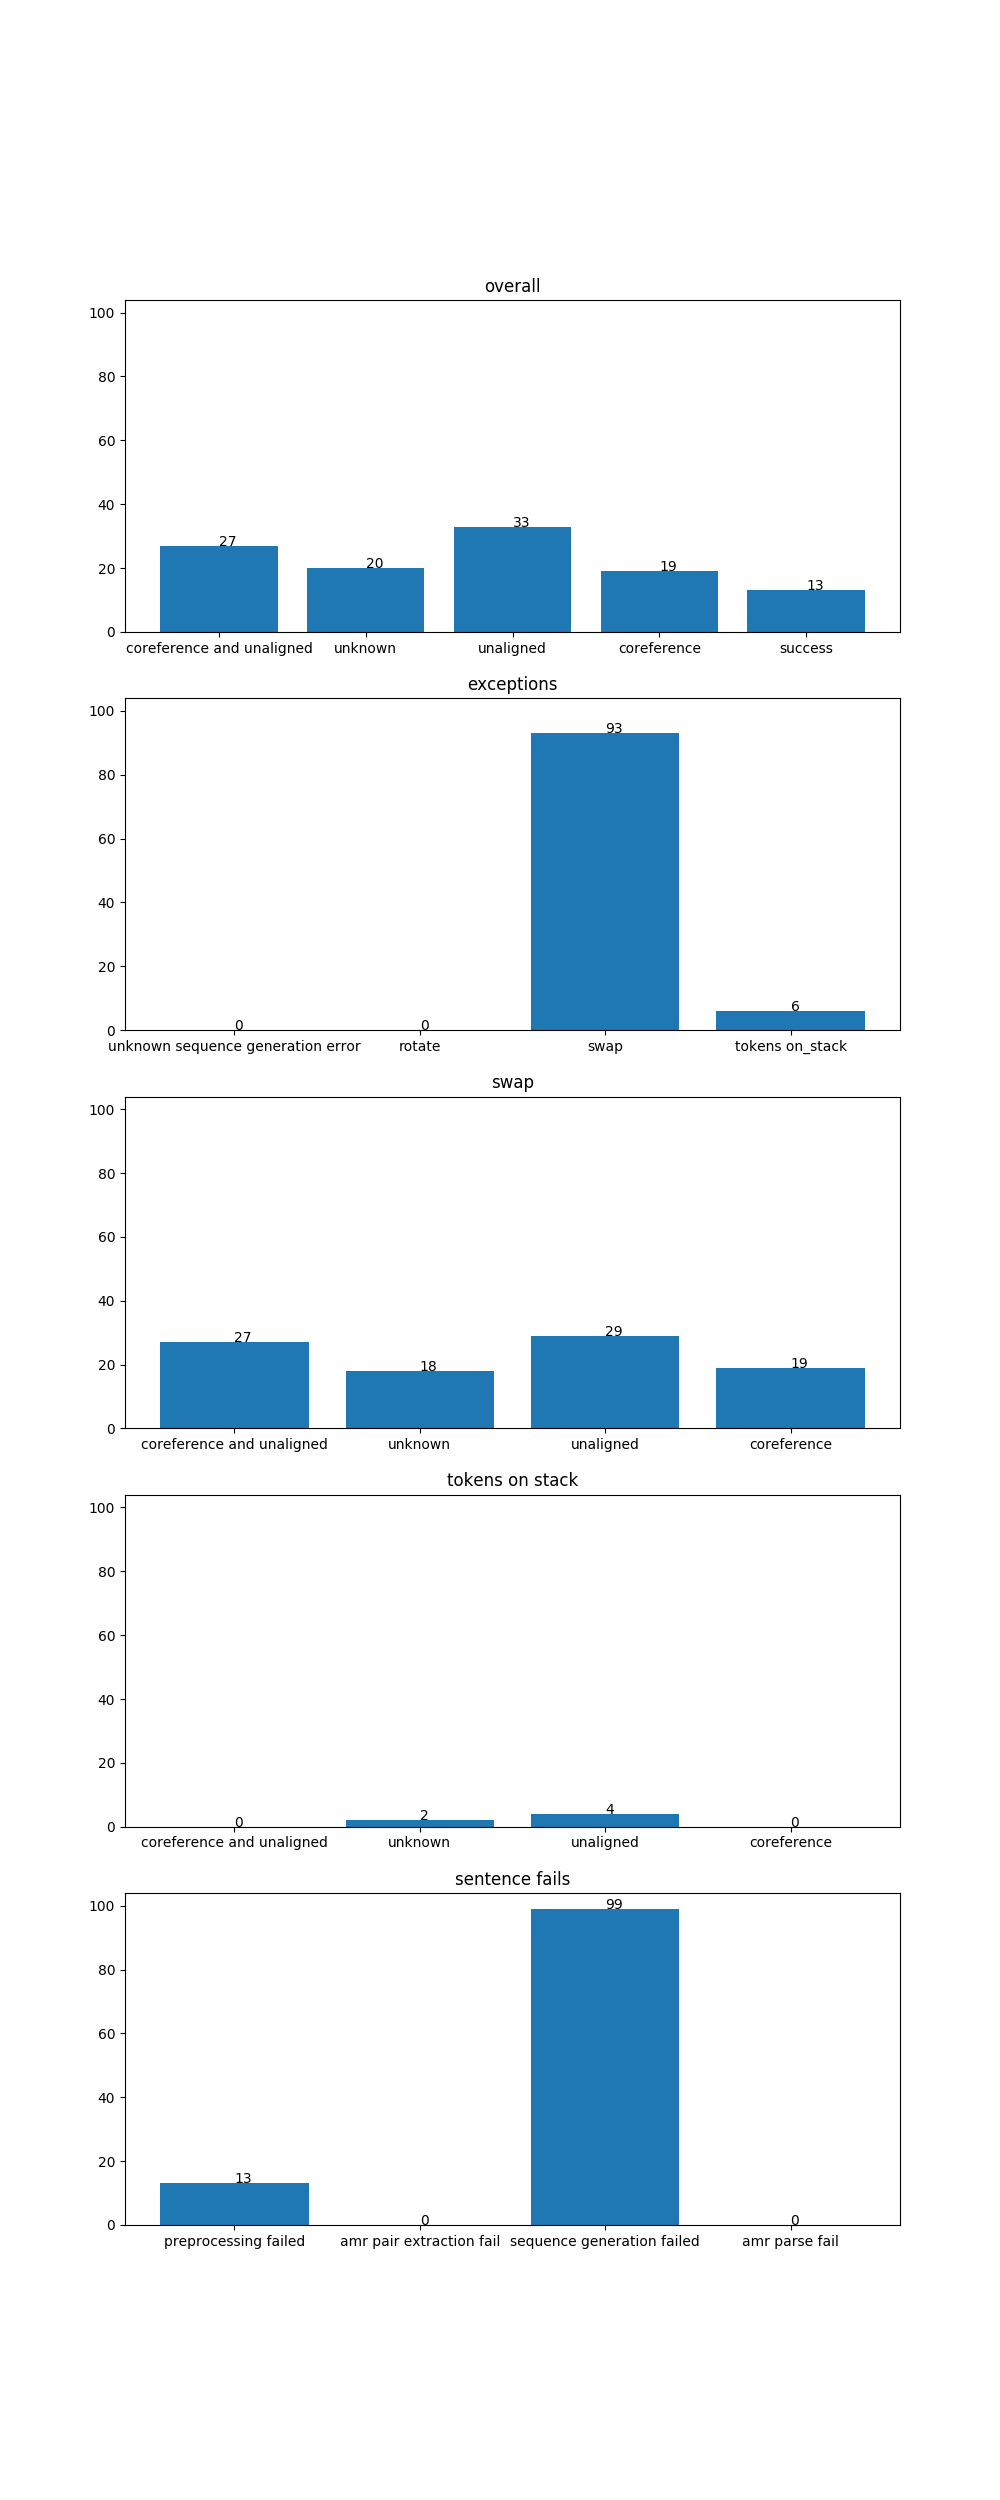 overall
100
80
60
40
20
0
27 20 33 19 13
coreference and unaligned unknown unaligned coreference success
exceptions
100
80
60
40
20
0
0 0 93 6
unknown sequence generation error rotate swap tokens on_stack
swap
100
80
60
40
20
0
27 18 29 19
coreference and unaligned unknown unaligned coreference
tokens on stack
100
80
60
40
20
0
0 2 4 0
coreference and unaligned unknown unaligned coreference
sentence fails
100
80
60
40
20
0
13 0 99 0
preprocessing failed amr pair extraction fail sequence generation failed amr parse fail